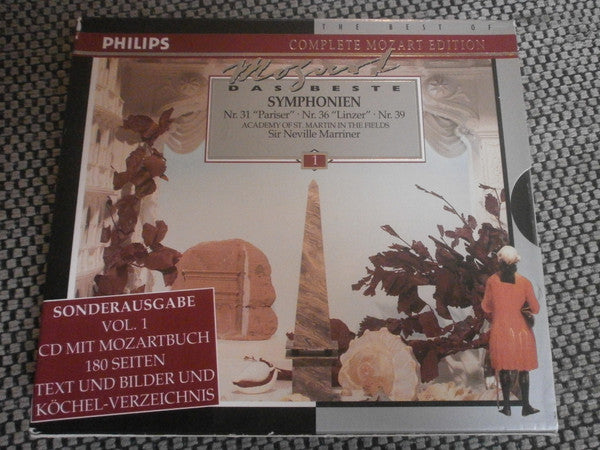 THE BEST OF
PHILIPS
COMPLETE MOZART EDITION
Mozart
DAS BESTE
SYMPHONIEN
Nr. 31 "Pariser" · Nr. 36 "Linzer" · Nr. 39
ACADEMY OF ST. MARTIN IN THE FIELDS
Sir Neville Marriner
1
SONDERAUSGABE
VOL. 1
CD MIT MOZARTBUCH
180 SEITEN
TEXT UND BILDER UND
KÖCHEL-VERZEICHNIS